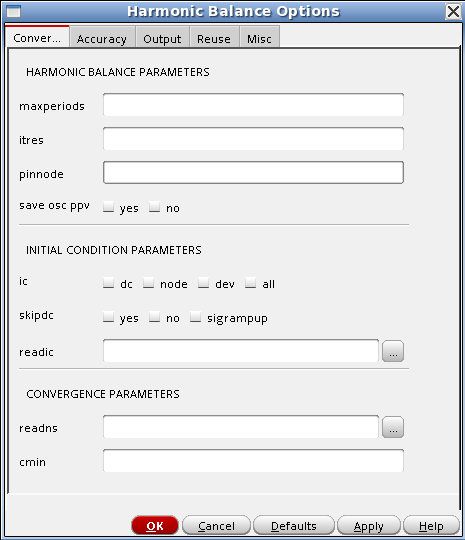 Harmonic Balance Options
Conver... Accuracy Output Reuse Misc
HARMONIC BALANCE PARAMETERS
maxperiods
itres
pinnode
save osc ppv yes no
INITIAL CONDITION PARAMETERS
ic dc node dev all
skipdc yes no sigrampup
readic ...
CONVERGENCE PARAMETERS
readns ...
cmin
OK Cancel Defaults Apply Help